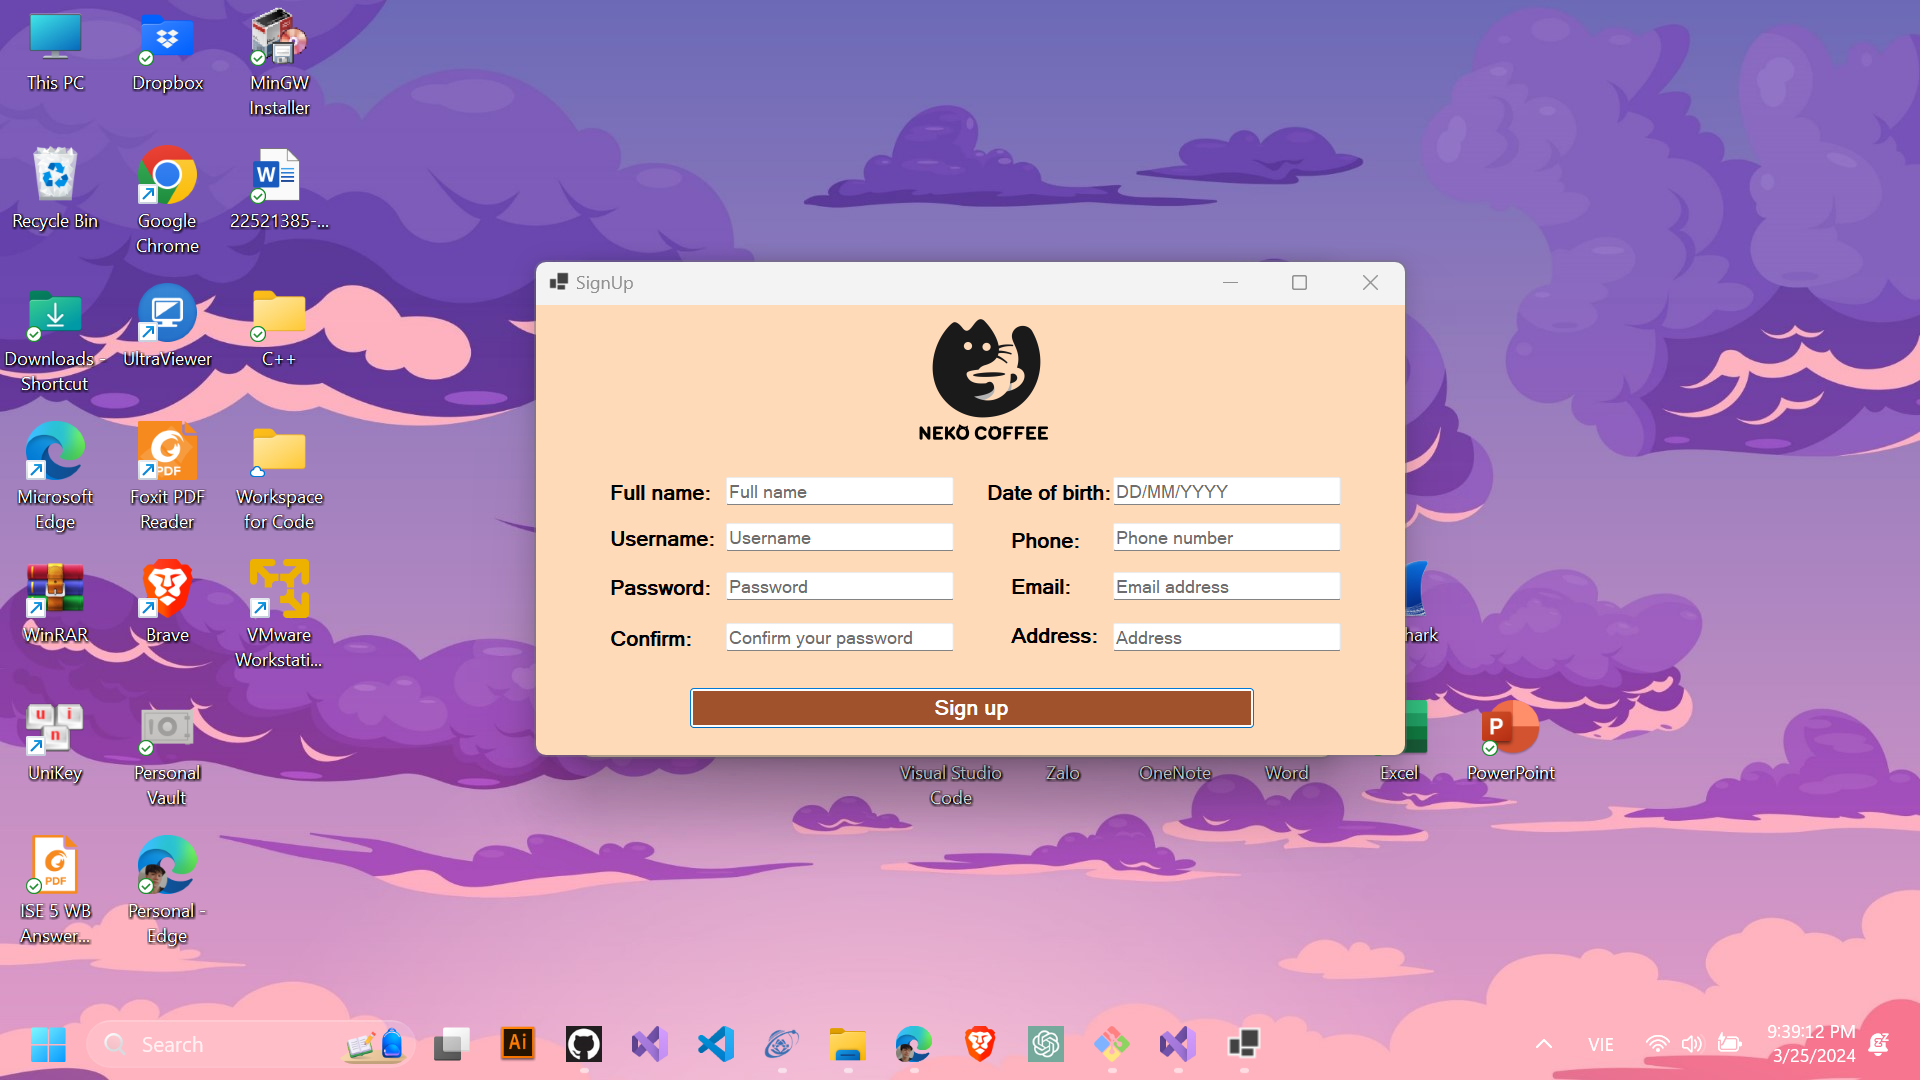 This PC
Dropbox
MinGW
Installer
Recycle Bin
Google
Chrome
22521385-...
Downloads -
Shortcut
UltraViewer
C++
Microsoft
Edge
Foxit PDF
Reader
Workspace
for Code
WinRAR
Brave
VMware
Workstati...
UniKey
Personal
Vault
ISE 5 WB
Answer...
Personal -
Edge
SignUp
NEKO COFFEE
Full name:
Full name
Date of birth:
DD/MM/YYYY
Username:
Username
Phone:
Phone number
Password:
Password
Email:
Email address
Confirm:
Confirm your password
Address:
Address
Sign up
hark
Visual Studio
Code
Zalo
OneNote
Word
Excel
PowerPoint
Search
Ai
VIE
9:39:12 PM
3/25/2024
W
PDF
PDF
u i
n
P